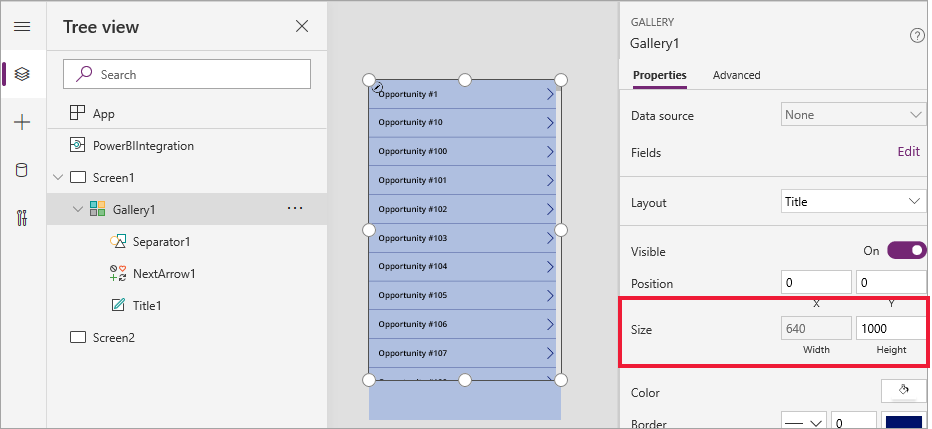 Tree view
Search
App
PowerBIIntegration
Screen1
Gallery1
Separator1
NextArrow1
Title1
Screen2
Opportunity #1
Opportunity #10
Opportunity #100
Opportunity #101
Opportunity #102
Opportunity #103
Opportunity #104
Opportunity #105
Opportunity #106
Opportunity #107
GALLERY
Gallery1
Properties Advanced
Data source None
Fields Edit
Layout Title
Visible On
Position 0 0
X Y
Size 640 1000
Width Height
Color
Border 0